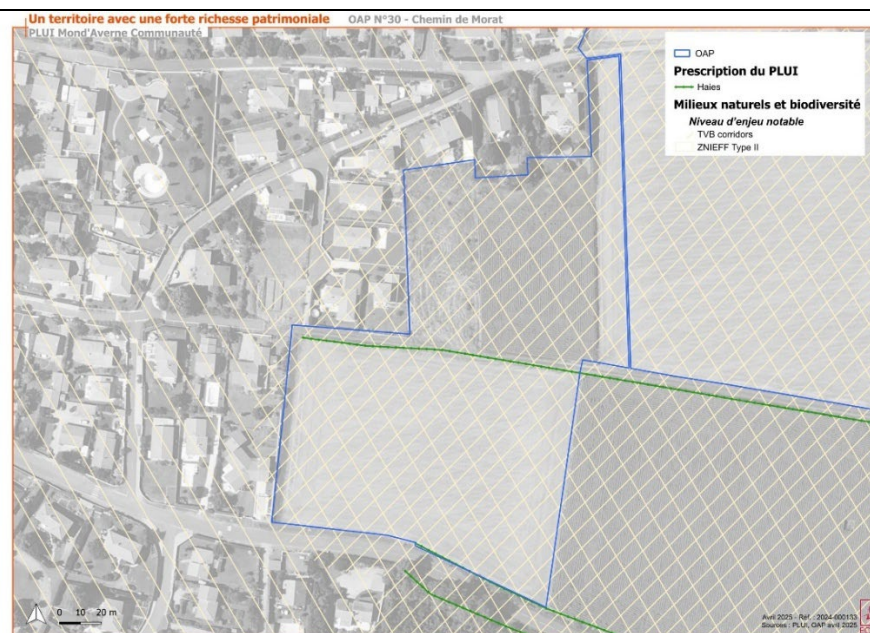 Un territoire avec une forte richesse patrimoniale OAP N°30 - Chemin de Morat
PLUI Mond'Averne Communauté
OAP
Prescription du PLUI
Haies
Milieux naturels et biodiversité
Niveau d'enjeu notable
TVB corridors
ZNIEFF Type II
0 10 20 m
Avril 2025 - Réf. : 2024-000133
Sources : PLUI, OAP avril 2025